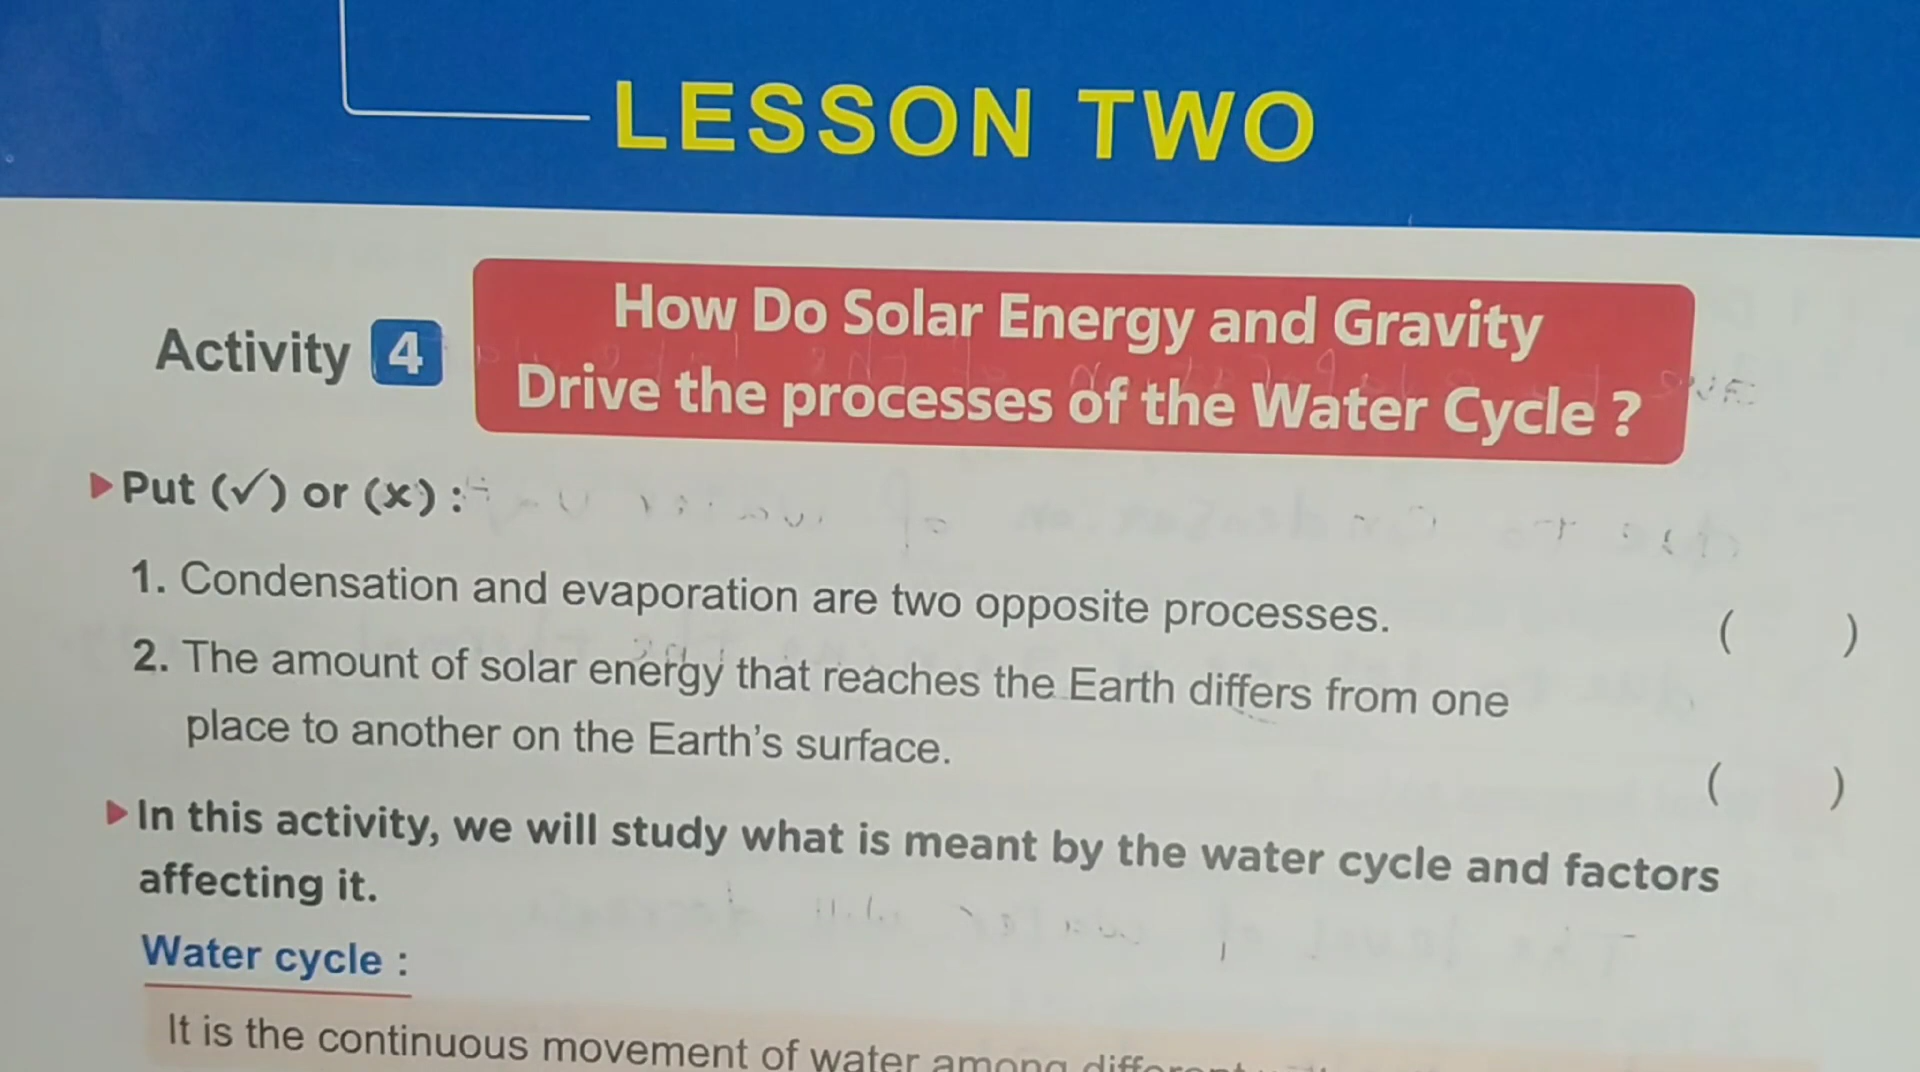 LESSON TWO
Activity 4
How Do Solar Energy and Gravity
Drive the processes of the Water Cycle ?
Put (✓) or (x) :
1. Condensation and evaporation are two opposite processes. ( )
2. The amount of solar energy that reaches the Earth differs from one
place to another on the Earth's surface. ( )
In this activity, we will study what is meant by the water cycle and factors
affecting it.
Water cycle :
It is the continuous movement of water among different